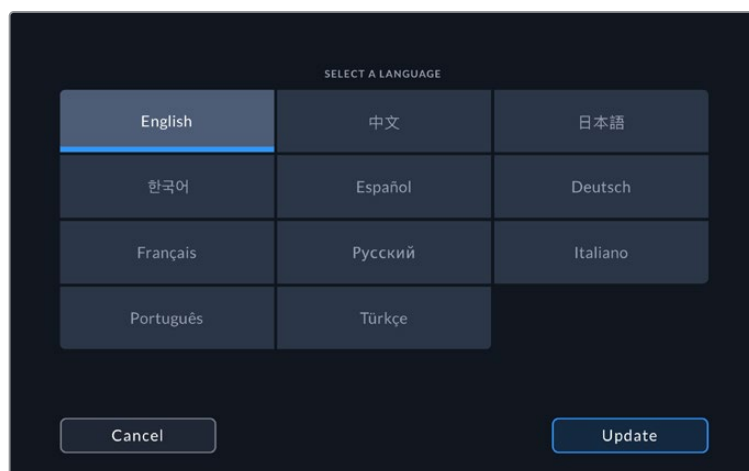 SELECT A LANGUAGE
English 中文 日本語
한국어 Español Deutsch
Français Русский Italiano
Português Türkçe
Cancel Update